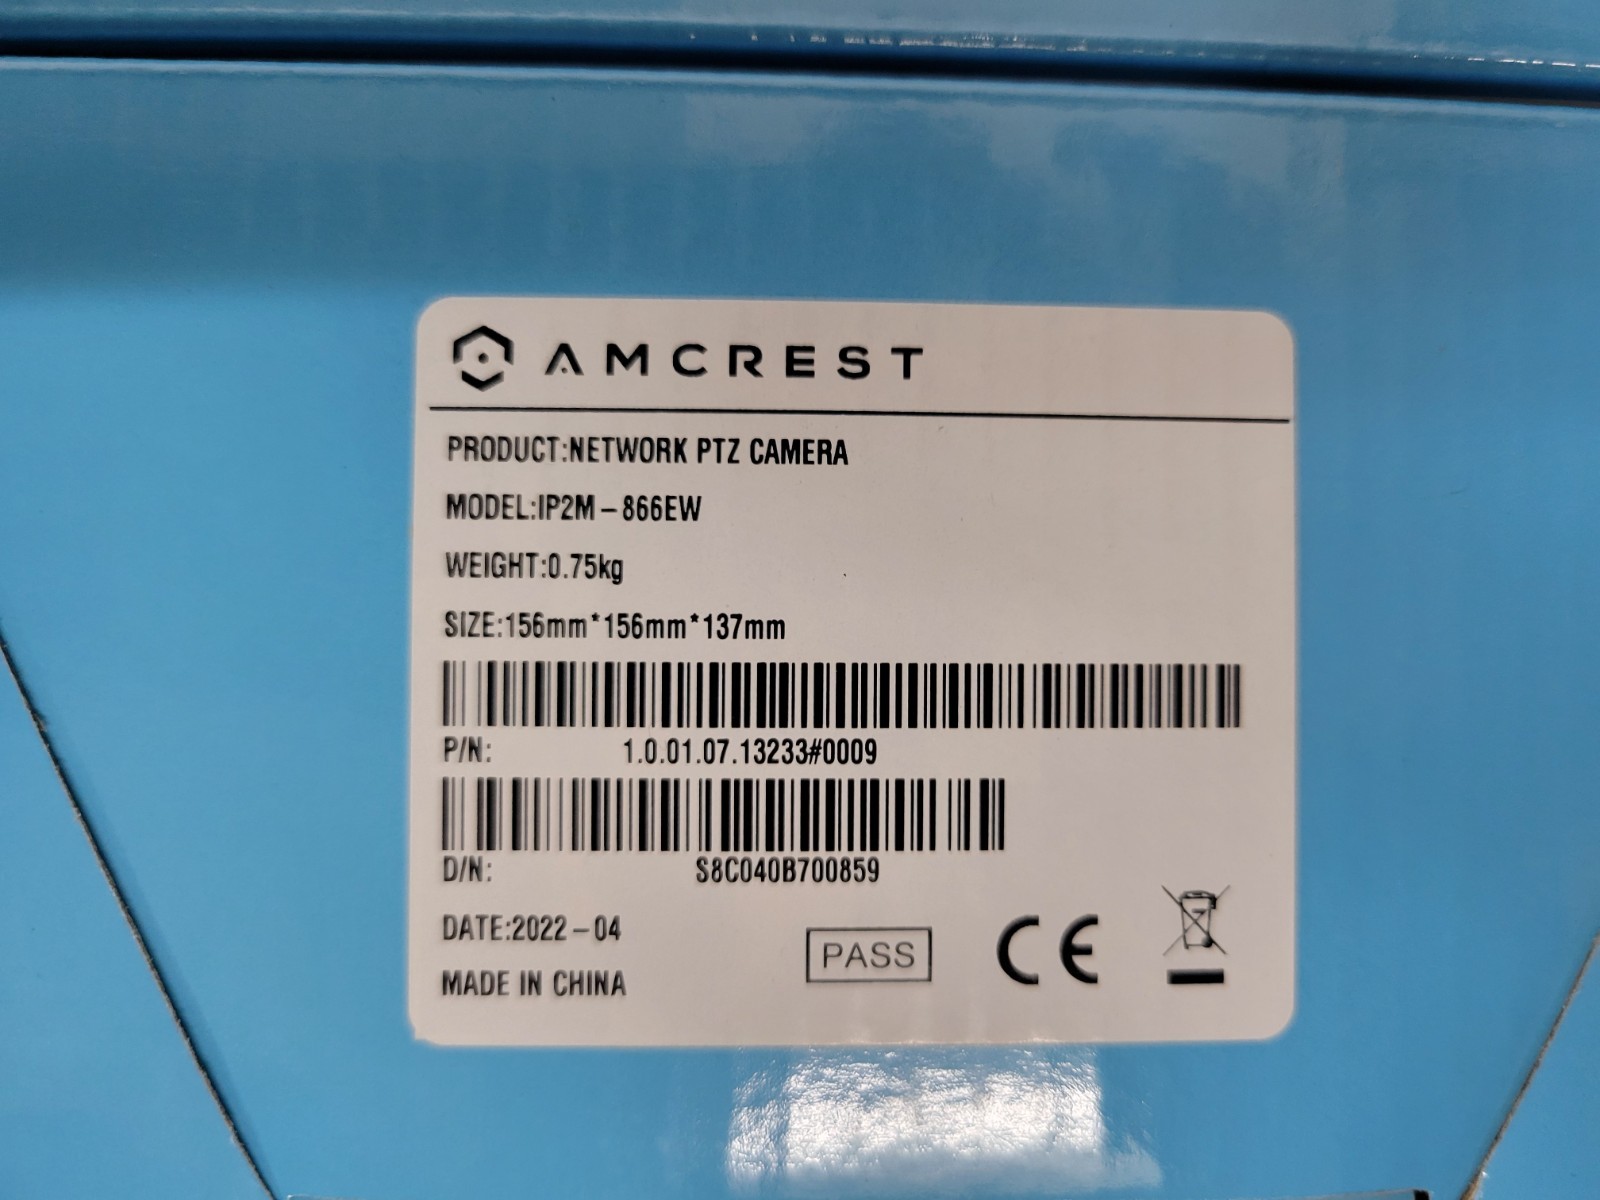 AMCREST
PRODUCT:NETWORK PTZ CAMERA
MODEL:IP2M-866EW
WEIGHT:0.75kg
SIZE:156mm*156mm*137mm
P/N: 1.0.01.07.13233#0009
D/N: S8C040B700859
DATE:2022-04
MADE IN CHINA
PASS
CE